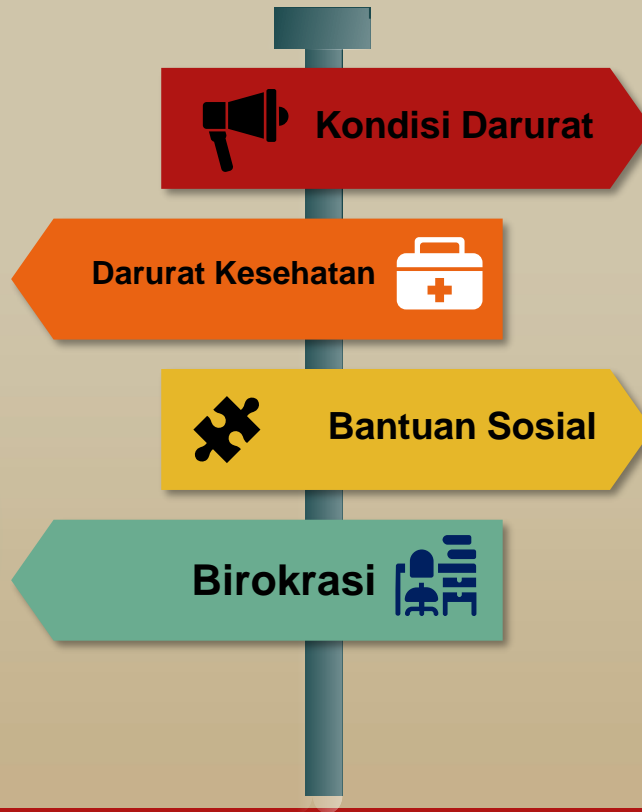 Kondisi Darurat
Darurat Kesehatan
Bantuan Sosial
Birokrasi